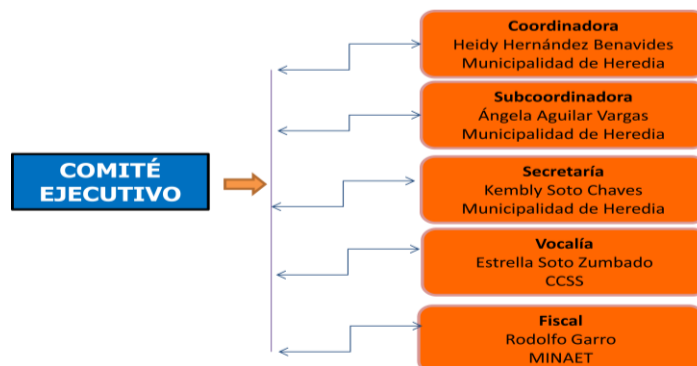 COMITÉ
EJECUTIVO
Coordinadora
Heidy Hernández Benavides
Municipalidad de Heredia
Subcoordinadora
Ángela Aguilar Vargas
Municipalidad de Heredia
Secretaría
Kembly Soto Chaves
Municipalidad de Heredia
Vocalía
Estrella Soto Zumbado
CCSS
Fiscal
Rodolfo Garro
MINAET